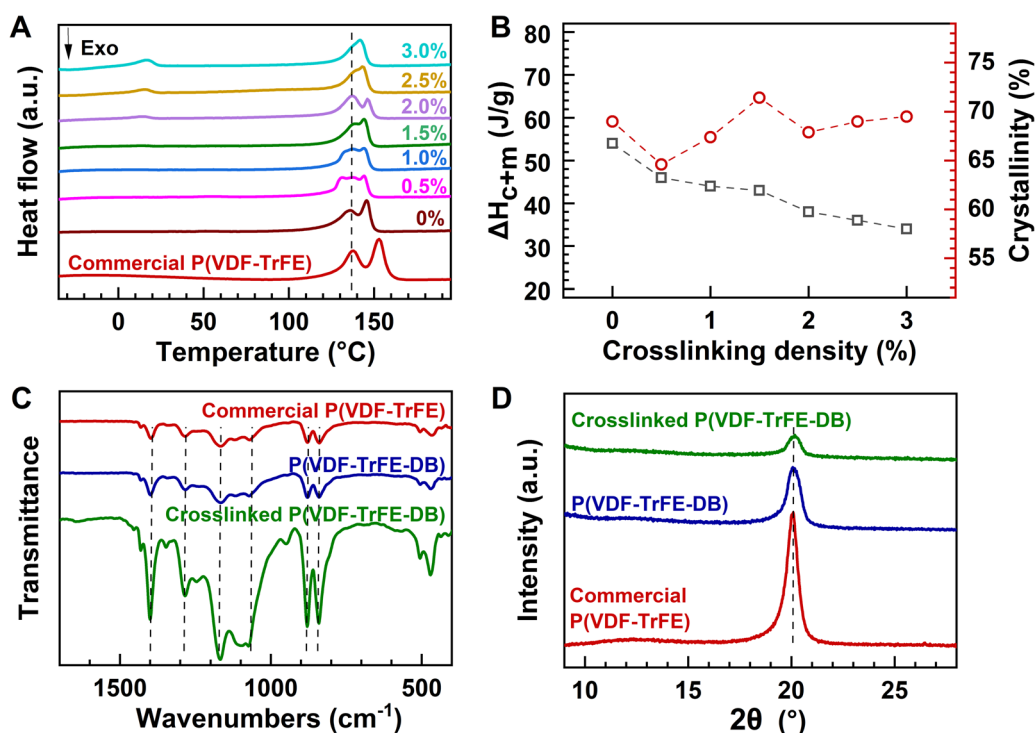 A
Exo
3.0%
2.5%
2.0%
1.5%
1.0%
0.5%
0%
Commercial P(VDF-TrFE)
Heat flow (a.u.)
0 50 100 150
Temperature (°C)
B
80
70
60
50
40
30
20
ΔHc+m (J/g)
75
70
65
60
55
Crystallinity (%)
0 1 2 3
Crosslinking density (%)
C
Commercial P(VDF-TrFE)
P(VDF-TrFE-DB)
Crosslinked P(VDF-TrFE-DB)
Transmittance
1500 1000 500
Wavenumbers (cm-1)
D
Crosslinked P(VDF-TrFE-DB)
P(VDF-TrFE-DB)
Commercial
P(VDF-TrFE)
Intensity (a.u.)
10 15 20 25
2θ (°)